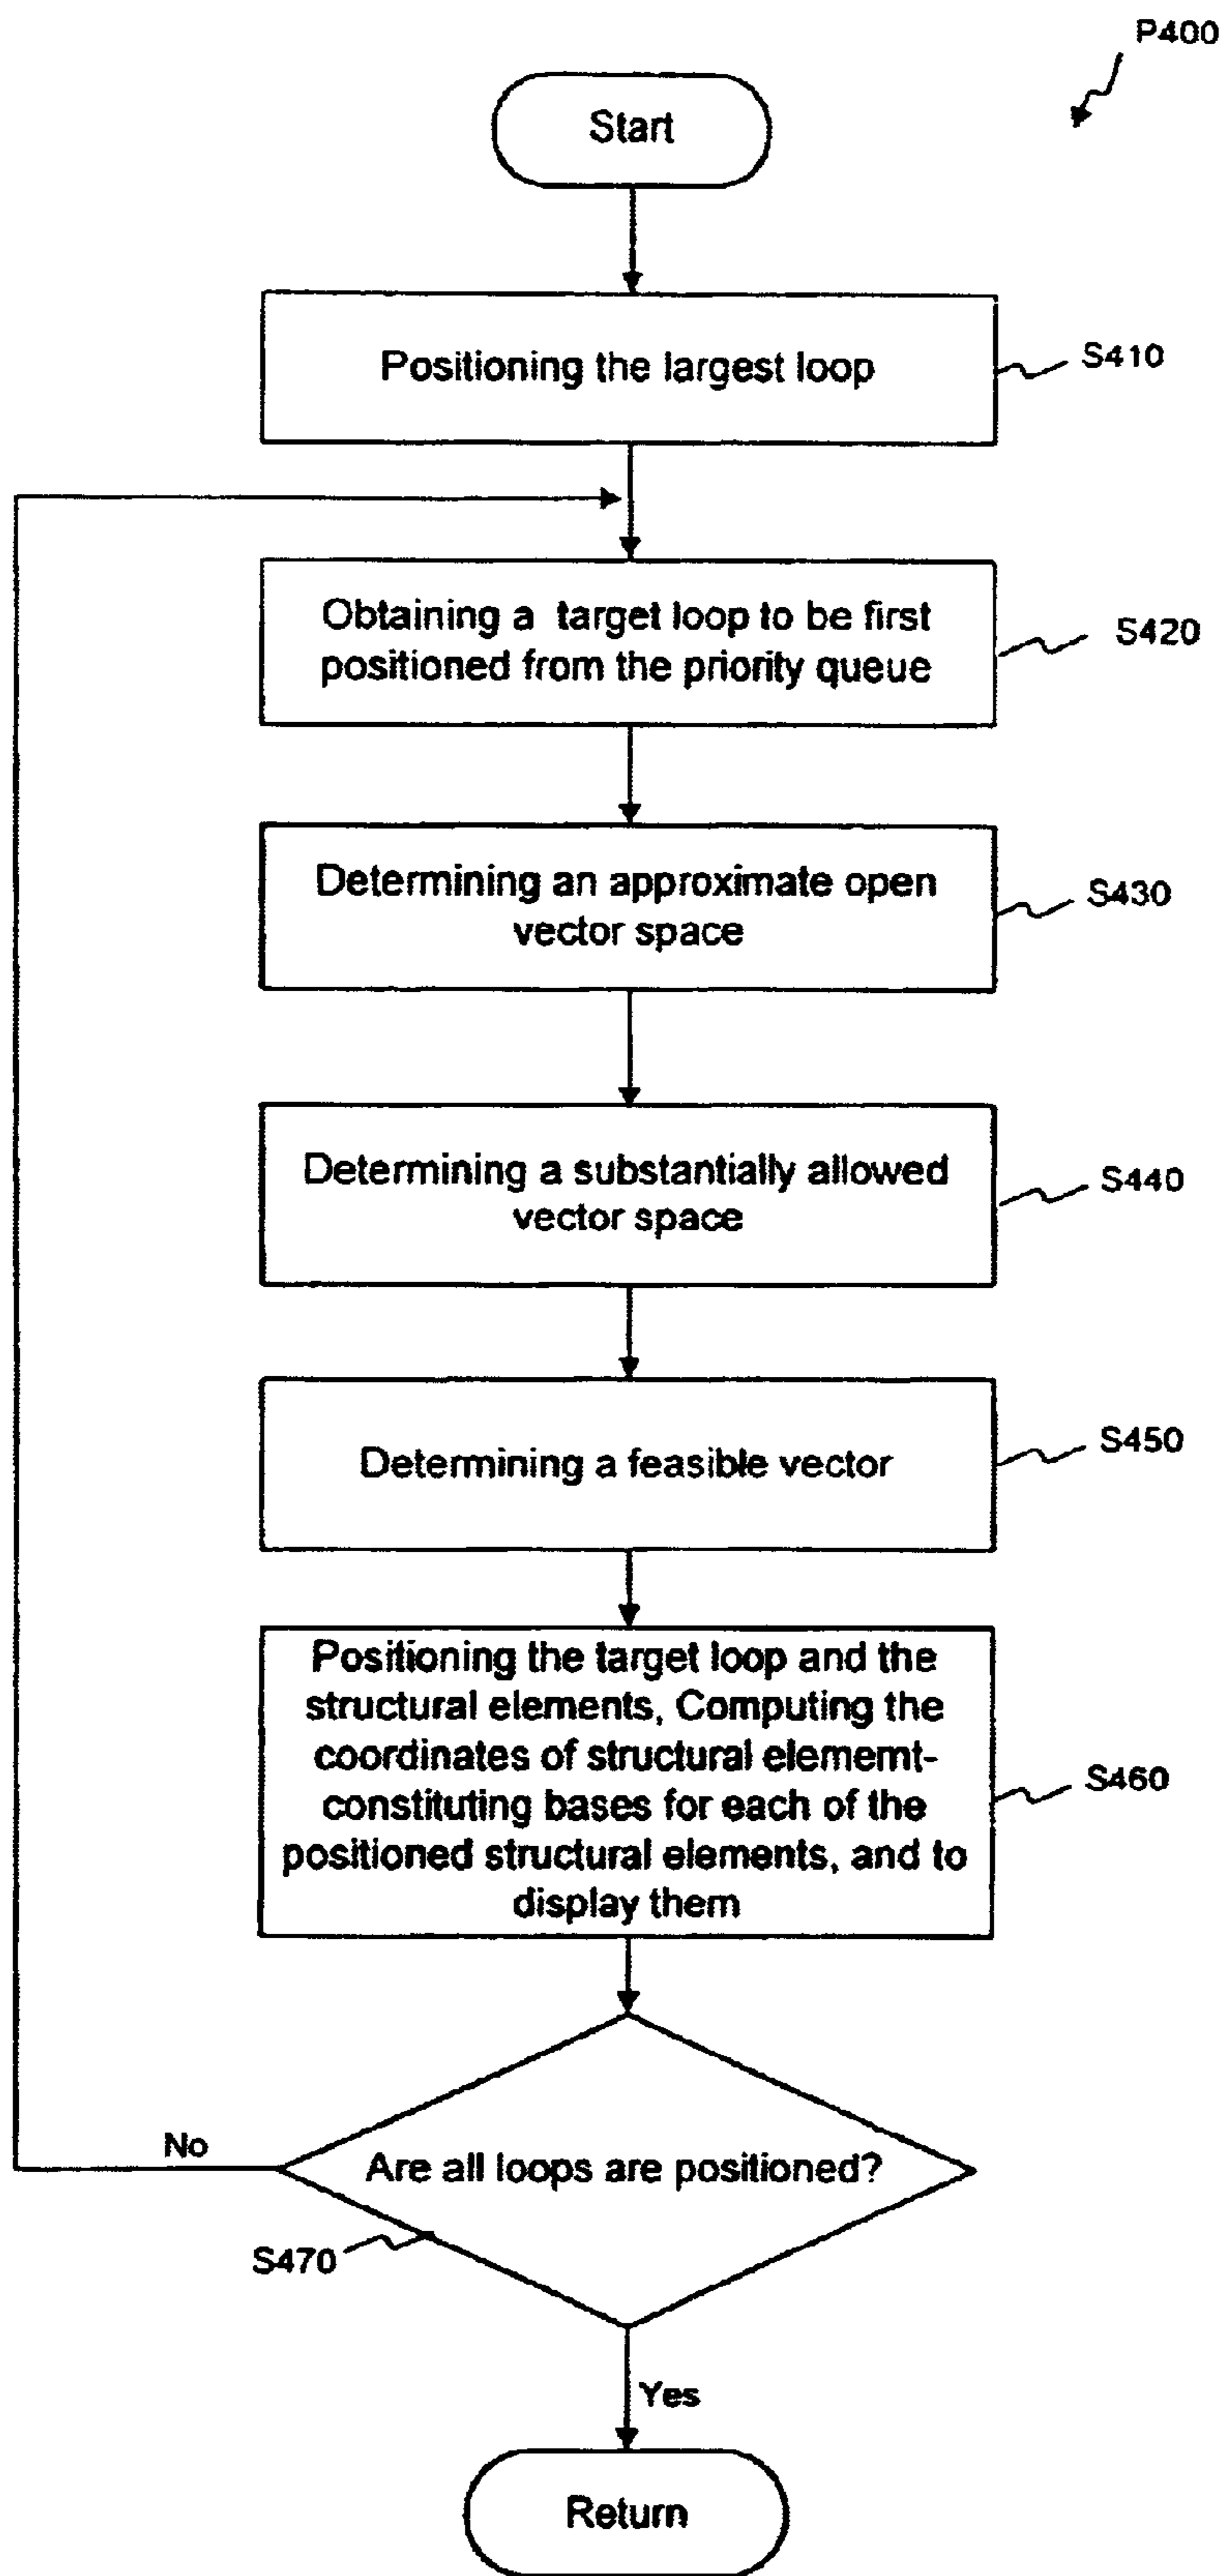 P400
Start
Positioning the largest loop
S410
Obtaining a target loop to be first
positioned from the priority queue
S420
Determining an approximate open
vector space
S430
Determining a substantially allowed
vector space
S440
Determining a feasible vector
S450
Positioning the target loop and the
structural elements, Computing the
coordinates of structural elememt-
constituting bases for each of the
positioned structural elements, and to
display them
S460
No
Are all loops are positioned?
S470
Yes
Return